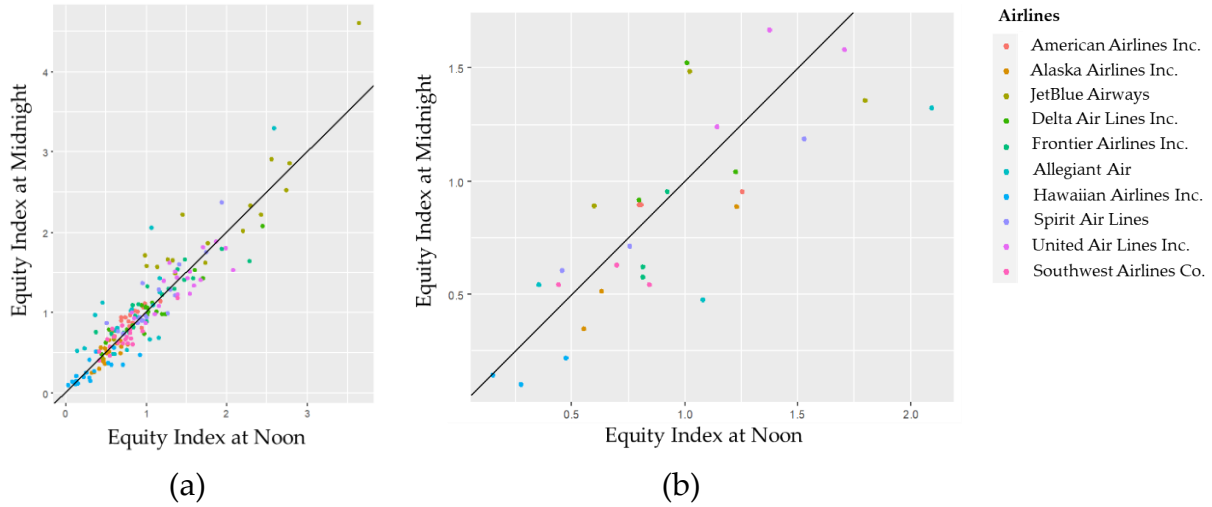 Equity Index at Midnight
4
3
2
1
0
0
1
2
3
Equity Index at Noon
(a)
Equity Index at Midnight
1.5
1.0
0.5
0.5
1.0
1.5
2.0
Equity Index at Noon
(b)
Airlines
American Airlines Inc.
Alaska Airlines Inc.
JetBlue Airways
Delta Air Lines Inc.
Frontier Airlines Inc.
Allegiant Air
Hawaiian Airlines Inc.
Spirit Air Lines
United Air Lines Inc.
Southwest Airlines Co.